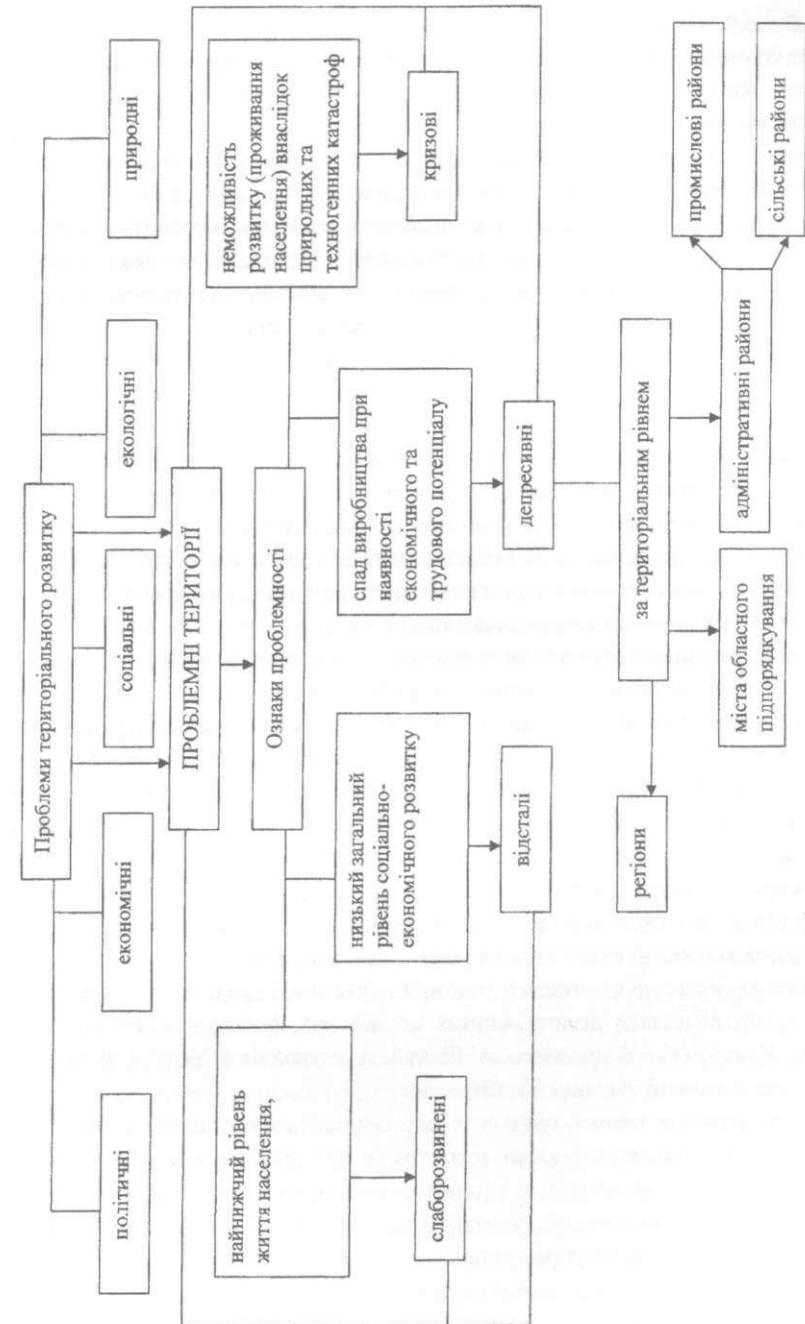 Проблеми територіального розвитку
політичні
економічні
соціальні
екологічні
природні
ПРОБЛЕМНІ ТЕРИТОРІЇ
Ознаки проблемності
найнижчий рівень
життя населення,
низький загальний
рівень соціально-
економічного розвитку
спад виробництва при
наявності
економічного та
трудового потенціалу
неможливість
розвитку (проживання
населення) внаслідок
природних та
техногенних катастроф
слаборозвинені
відсталі
депресивні
кризові
за територіальним рівнем
регіони
міста обласного
підпорядкування
адміністративні райони
промислові райони
сільські райони